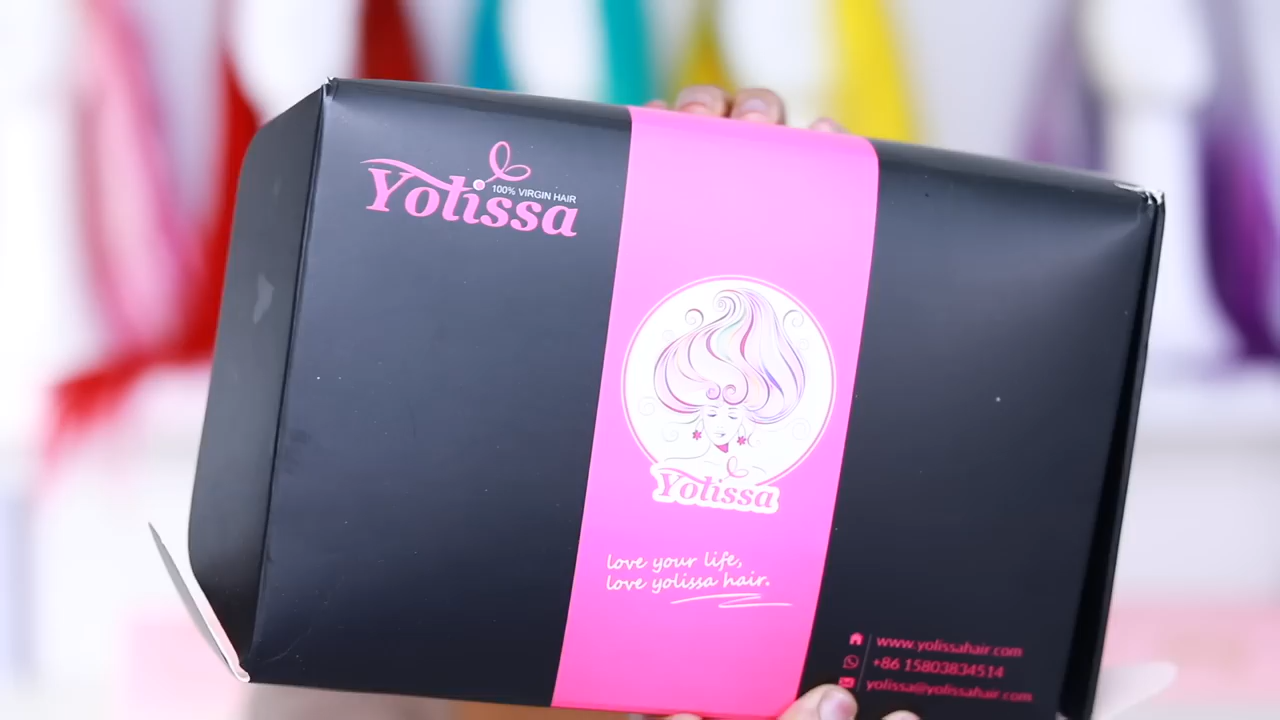 Yolissa
100% VIRGIN HAIR
Yolissa
love your life,
love yolissa hair.
www.yolissahair.com
+86 15803834514
yolissa@yolissahair.com